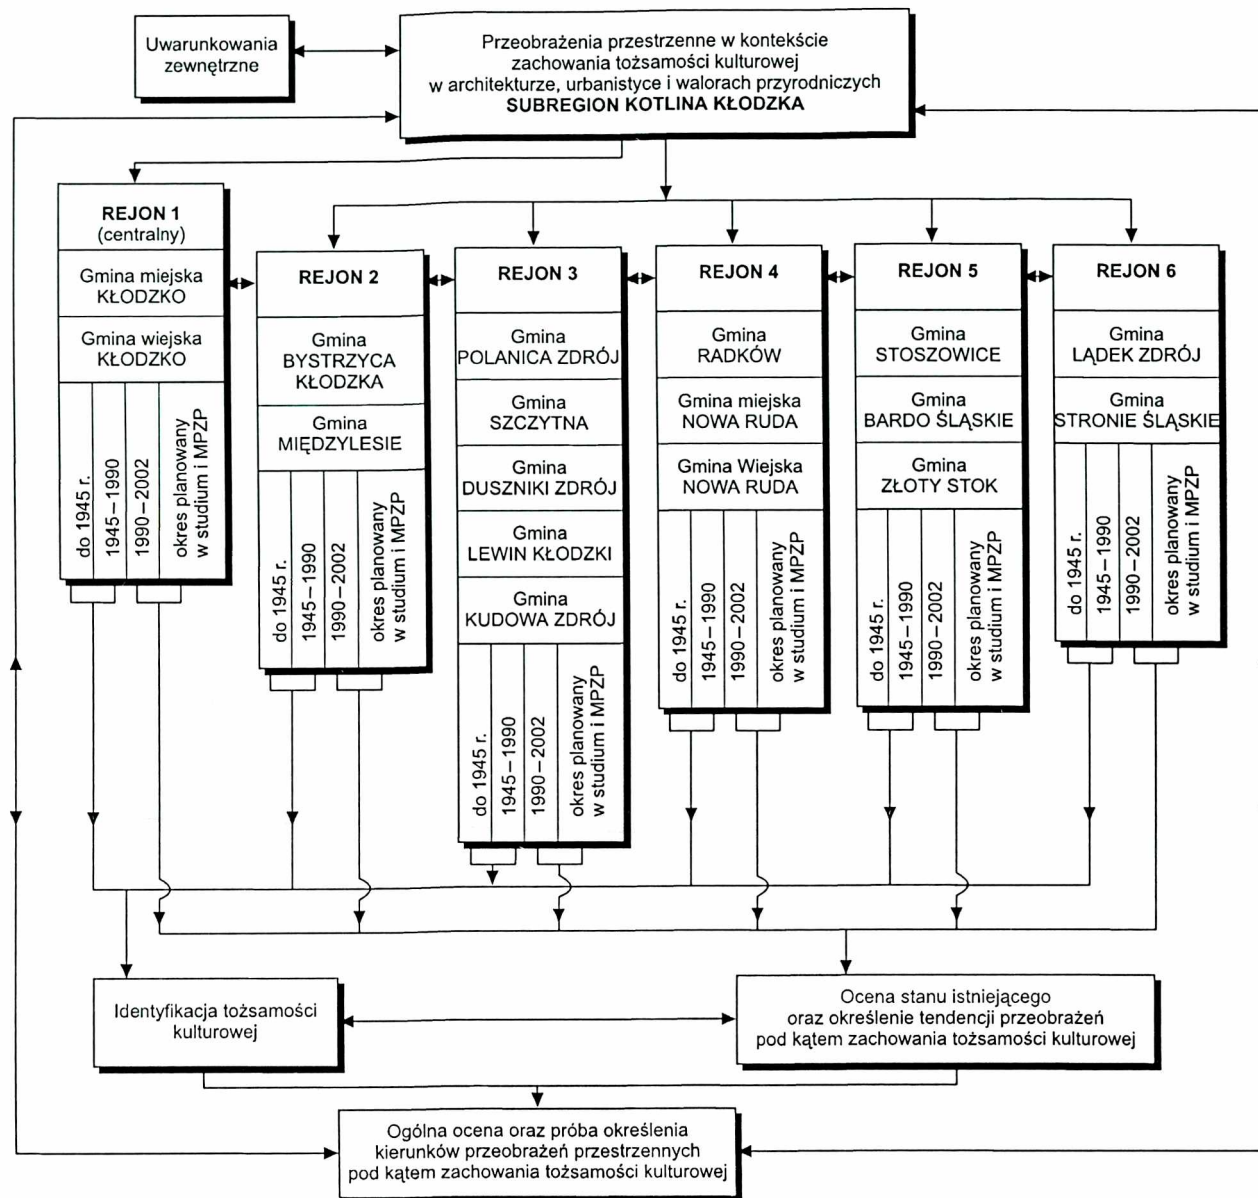 Uwarunkowania
zewnętrzne
Przeobrażenia przestrzenne w kontekście
zachowania tożsamości kulturowej
w architekturze, urbanistyce i walorach przyrodniczych
SUBREGION KOTLINA KŁODZKA
REJON 1
(centralny)
Gmina miejska
KŁODZKO
Gmina wiejska
KŁODZKO
do 1945 r.
1945–1990
1990–2002
okres planowany
w studium i MPZP
REJON 2
Gmina
BYSTRZYCA
KŁODZKA
Gmina
MIĘDZYLESIE
do 1945 r.
1945–1990
1990–2002
okres planowany
w studium i MPZP
REJON 3
Gmina
POLANICA ZDRÓJ
Gmina
SZCZYTNA
Gmina
DUSZNIKI ZDRÓJ
Gmina
LEWIN KŁODZKI
Gmina
KUDOWA ZDRÓJ
do 1945 r.
1945–1990
1990–2002
okres planowany
w studium i MPZP
REJON 4
Gmina
RADKÓW
Gmina miejska
NOWA RUDA
Gmina Wiejska
NOWA RUDA
do 1945 r.
1945–1990
1990–2002
okres planowany
w studium i MPZP
REJON 5
Gmina
STOSZOWICE
Gmina
BARDO ŚLĄSKIE
Gmina
ZŁOTY STOK
do 1945 r.
1945–1990
1990–2002
okres planowany
w studium i MPZP
REJON 6
Gmina
LĄDEK ZDRÓJ
Gmina
STRONIE ŚLĄSKIE
do 1945 r.
1945–1990
1990–2002
okres planowany
w studium i MPZP
Identyfikacja tożsamości
kulturowej
Ocena stanu istniejącego
oraz określenie tendencji przeobrażeń
pod kątem zachowania tożsamości kulturowej
Ogólna ocena oraz próba określenia
kierunków przeobrażeń przestrzennych
pod kątem zachowania tożsamości kulturowej